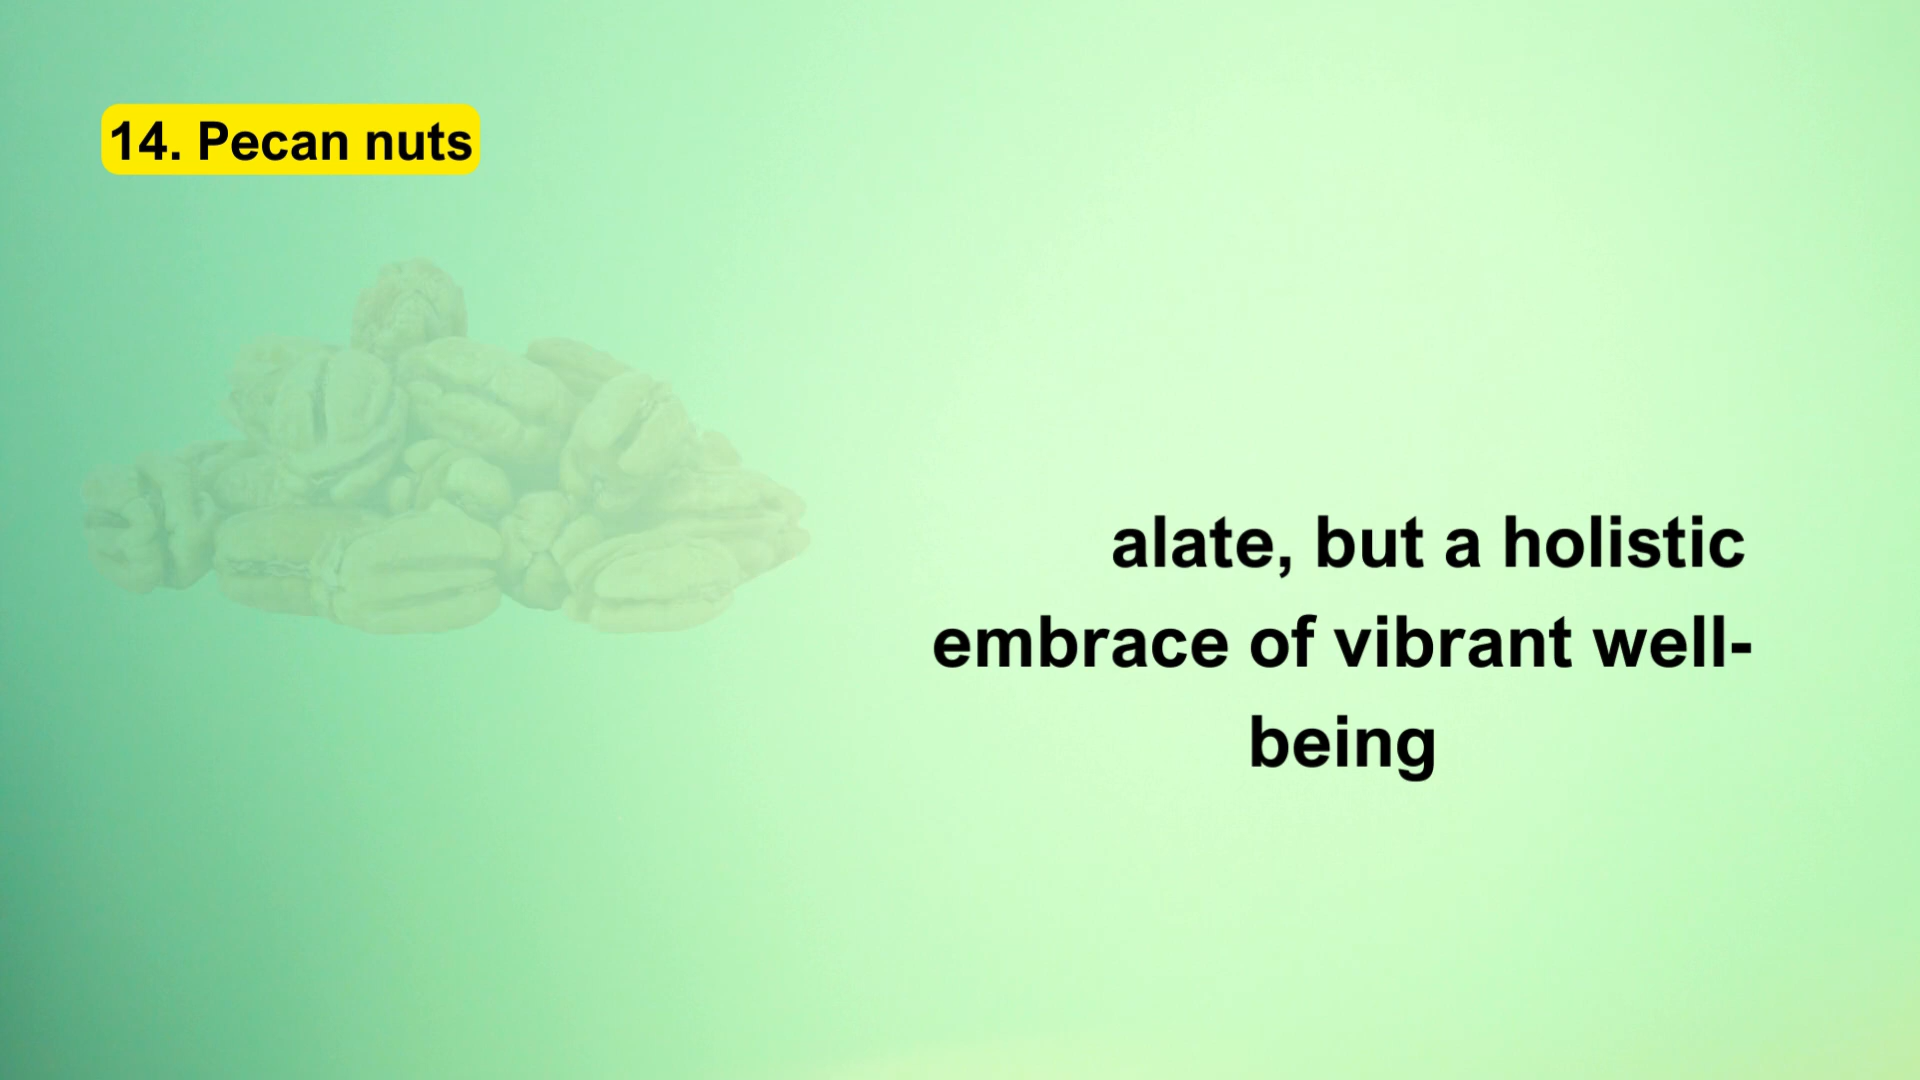 14. Pecan nuts
alate, but a holistic
embrace of vibrant well-
being